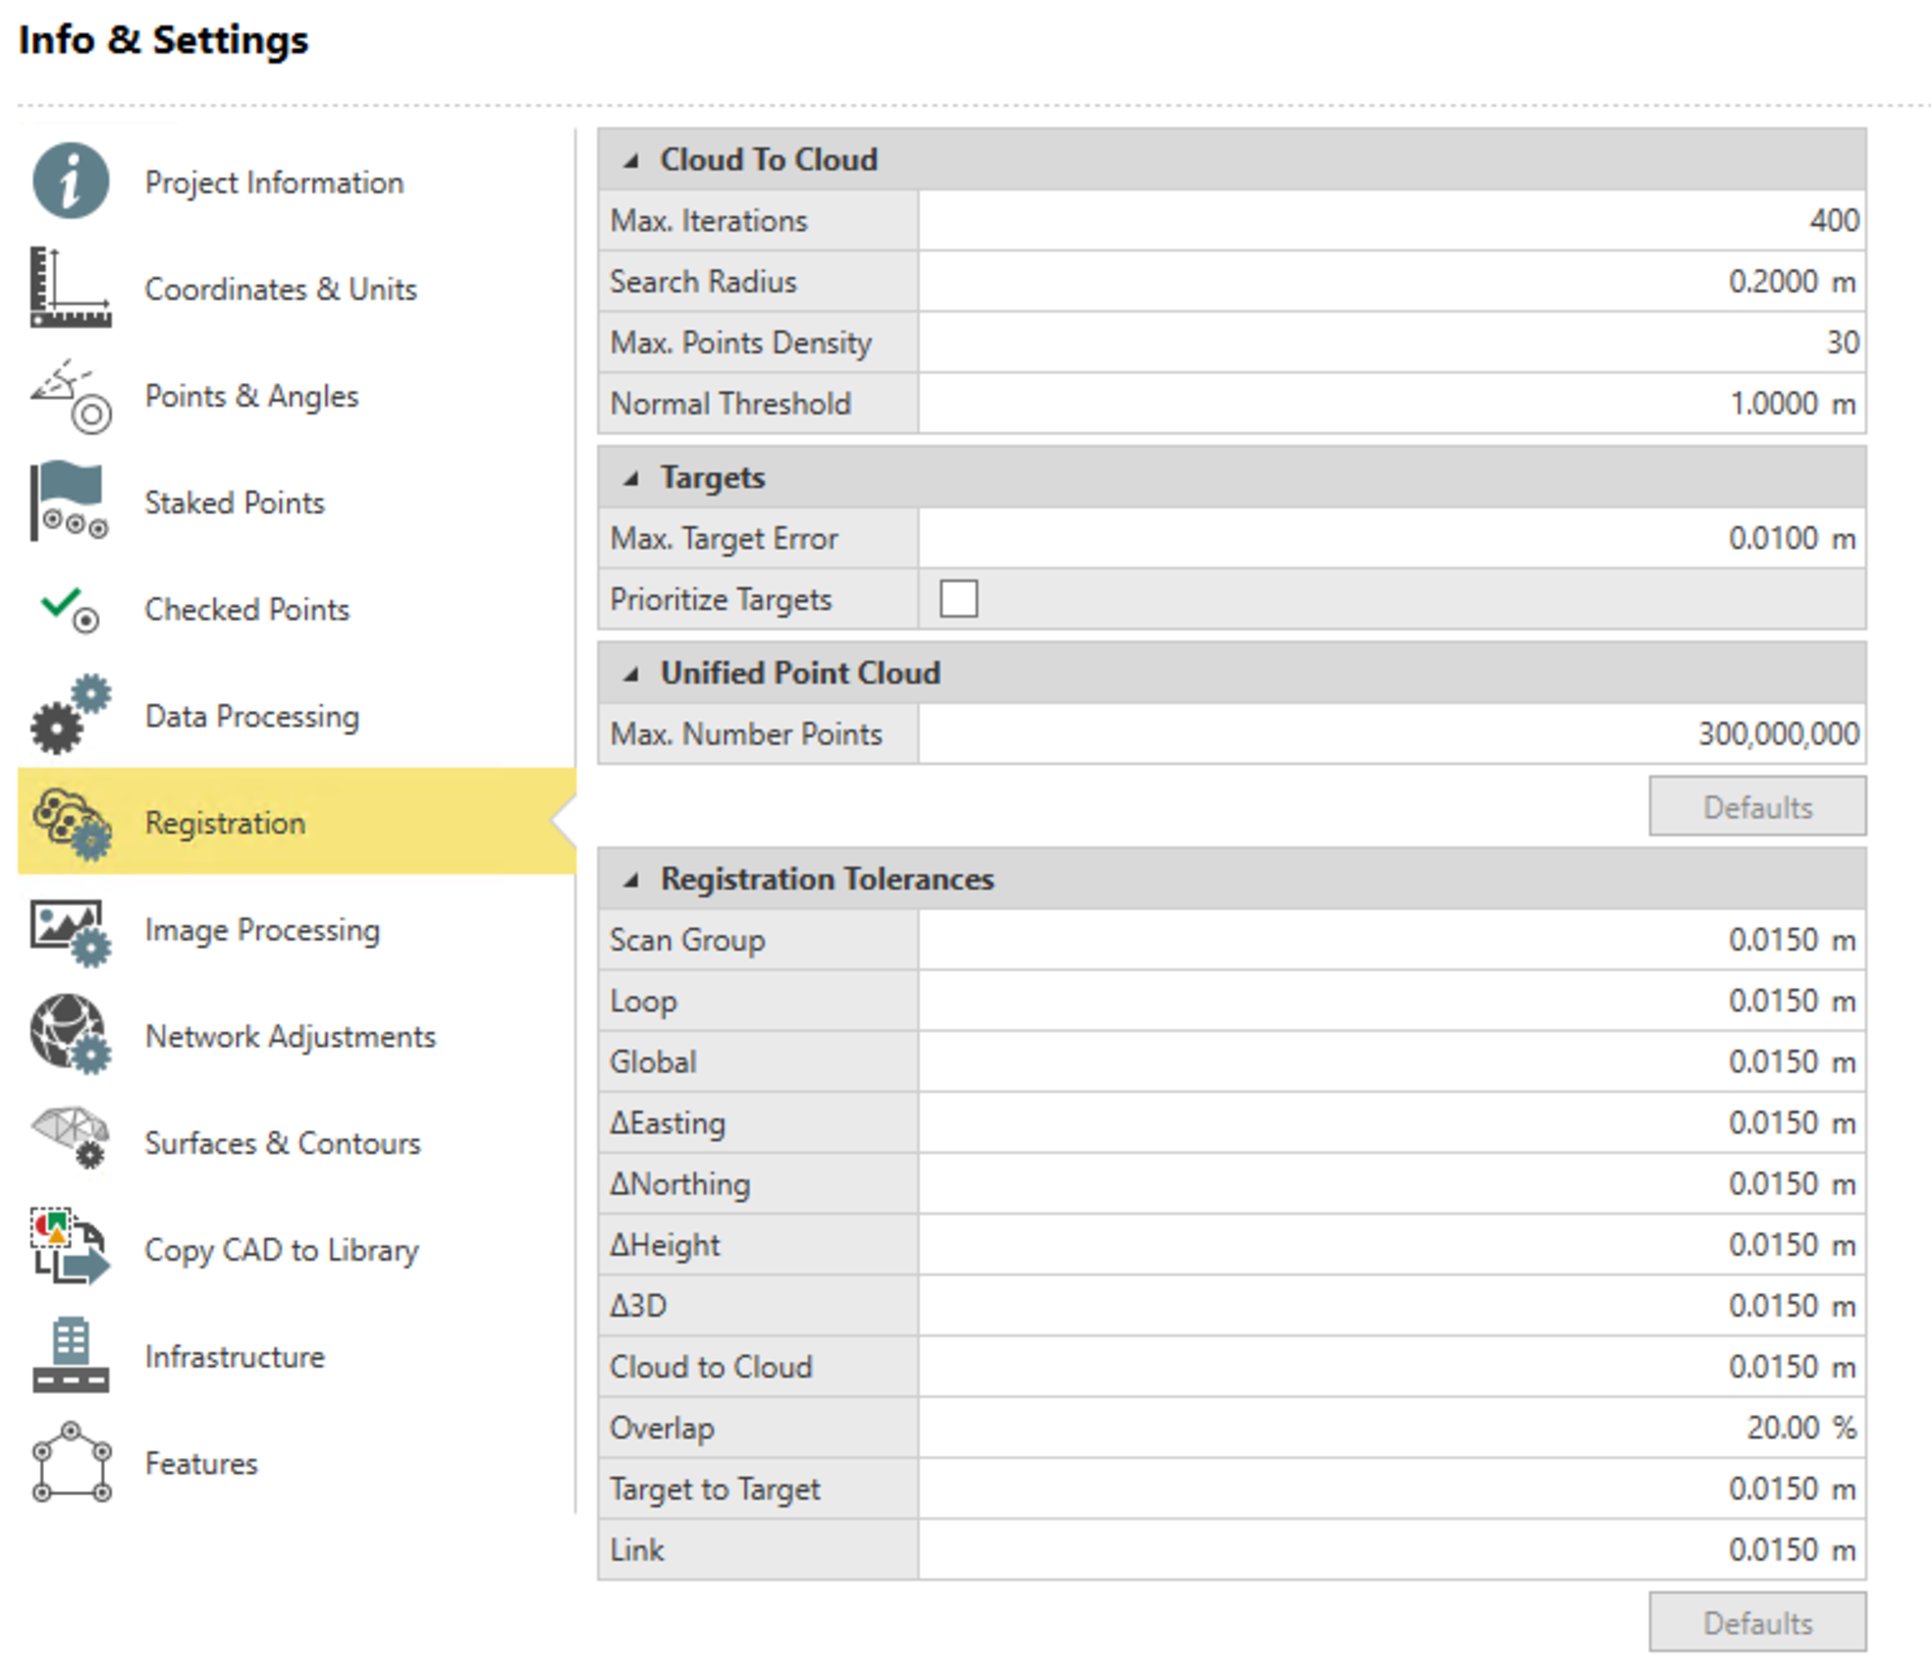 Info & Settings
Project Information
Coordinates & Units
Points & Angles
Staked Points
Checked Points
Data Processing
Registration
Image Processing
Network Adjustments
Surfaces & Contours
Copy CAD to Library
Infrastructure
Features
Cloud To Cloud
Max. Iterations 400
Search Radius 0.2000 m
Max. Points Density 30
Normal Threshold 1.0000 m
Targets
Max. Target Error 0.0100 m
Prioritize Targets
Unified Point Cloud
Max. Number Points 300,000,000
Defaults
Registration Tolerances
Scan Group 0.0150 m
Loop 0.0150 m
Global 0.0150 m
ΔEasting 0.0150 m
ΔNorthing 0.0150 m
ΔHeight 0.0150 m
Δ3D 0.0150 m
Cloud to Cloud 0.0150 m
Overlap 20.00 %
Target to Target 0.0150 m
Link 0.0150 m
Defaults